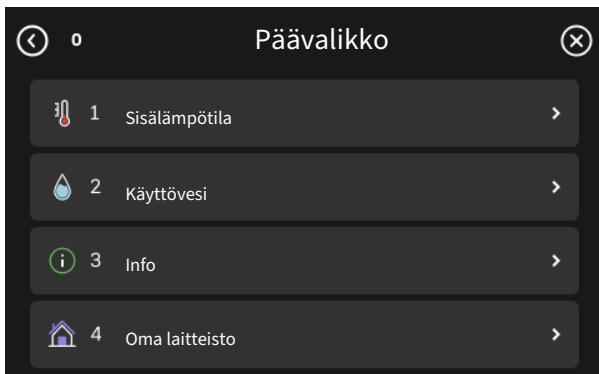 0 Päävalikko
1 Sisälämpötila
2 Käyttövesi
3 Info
4 Oma laitteisto